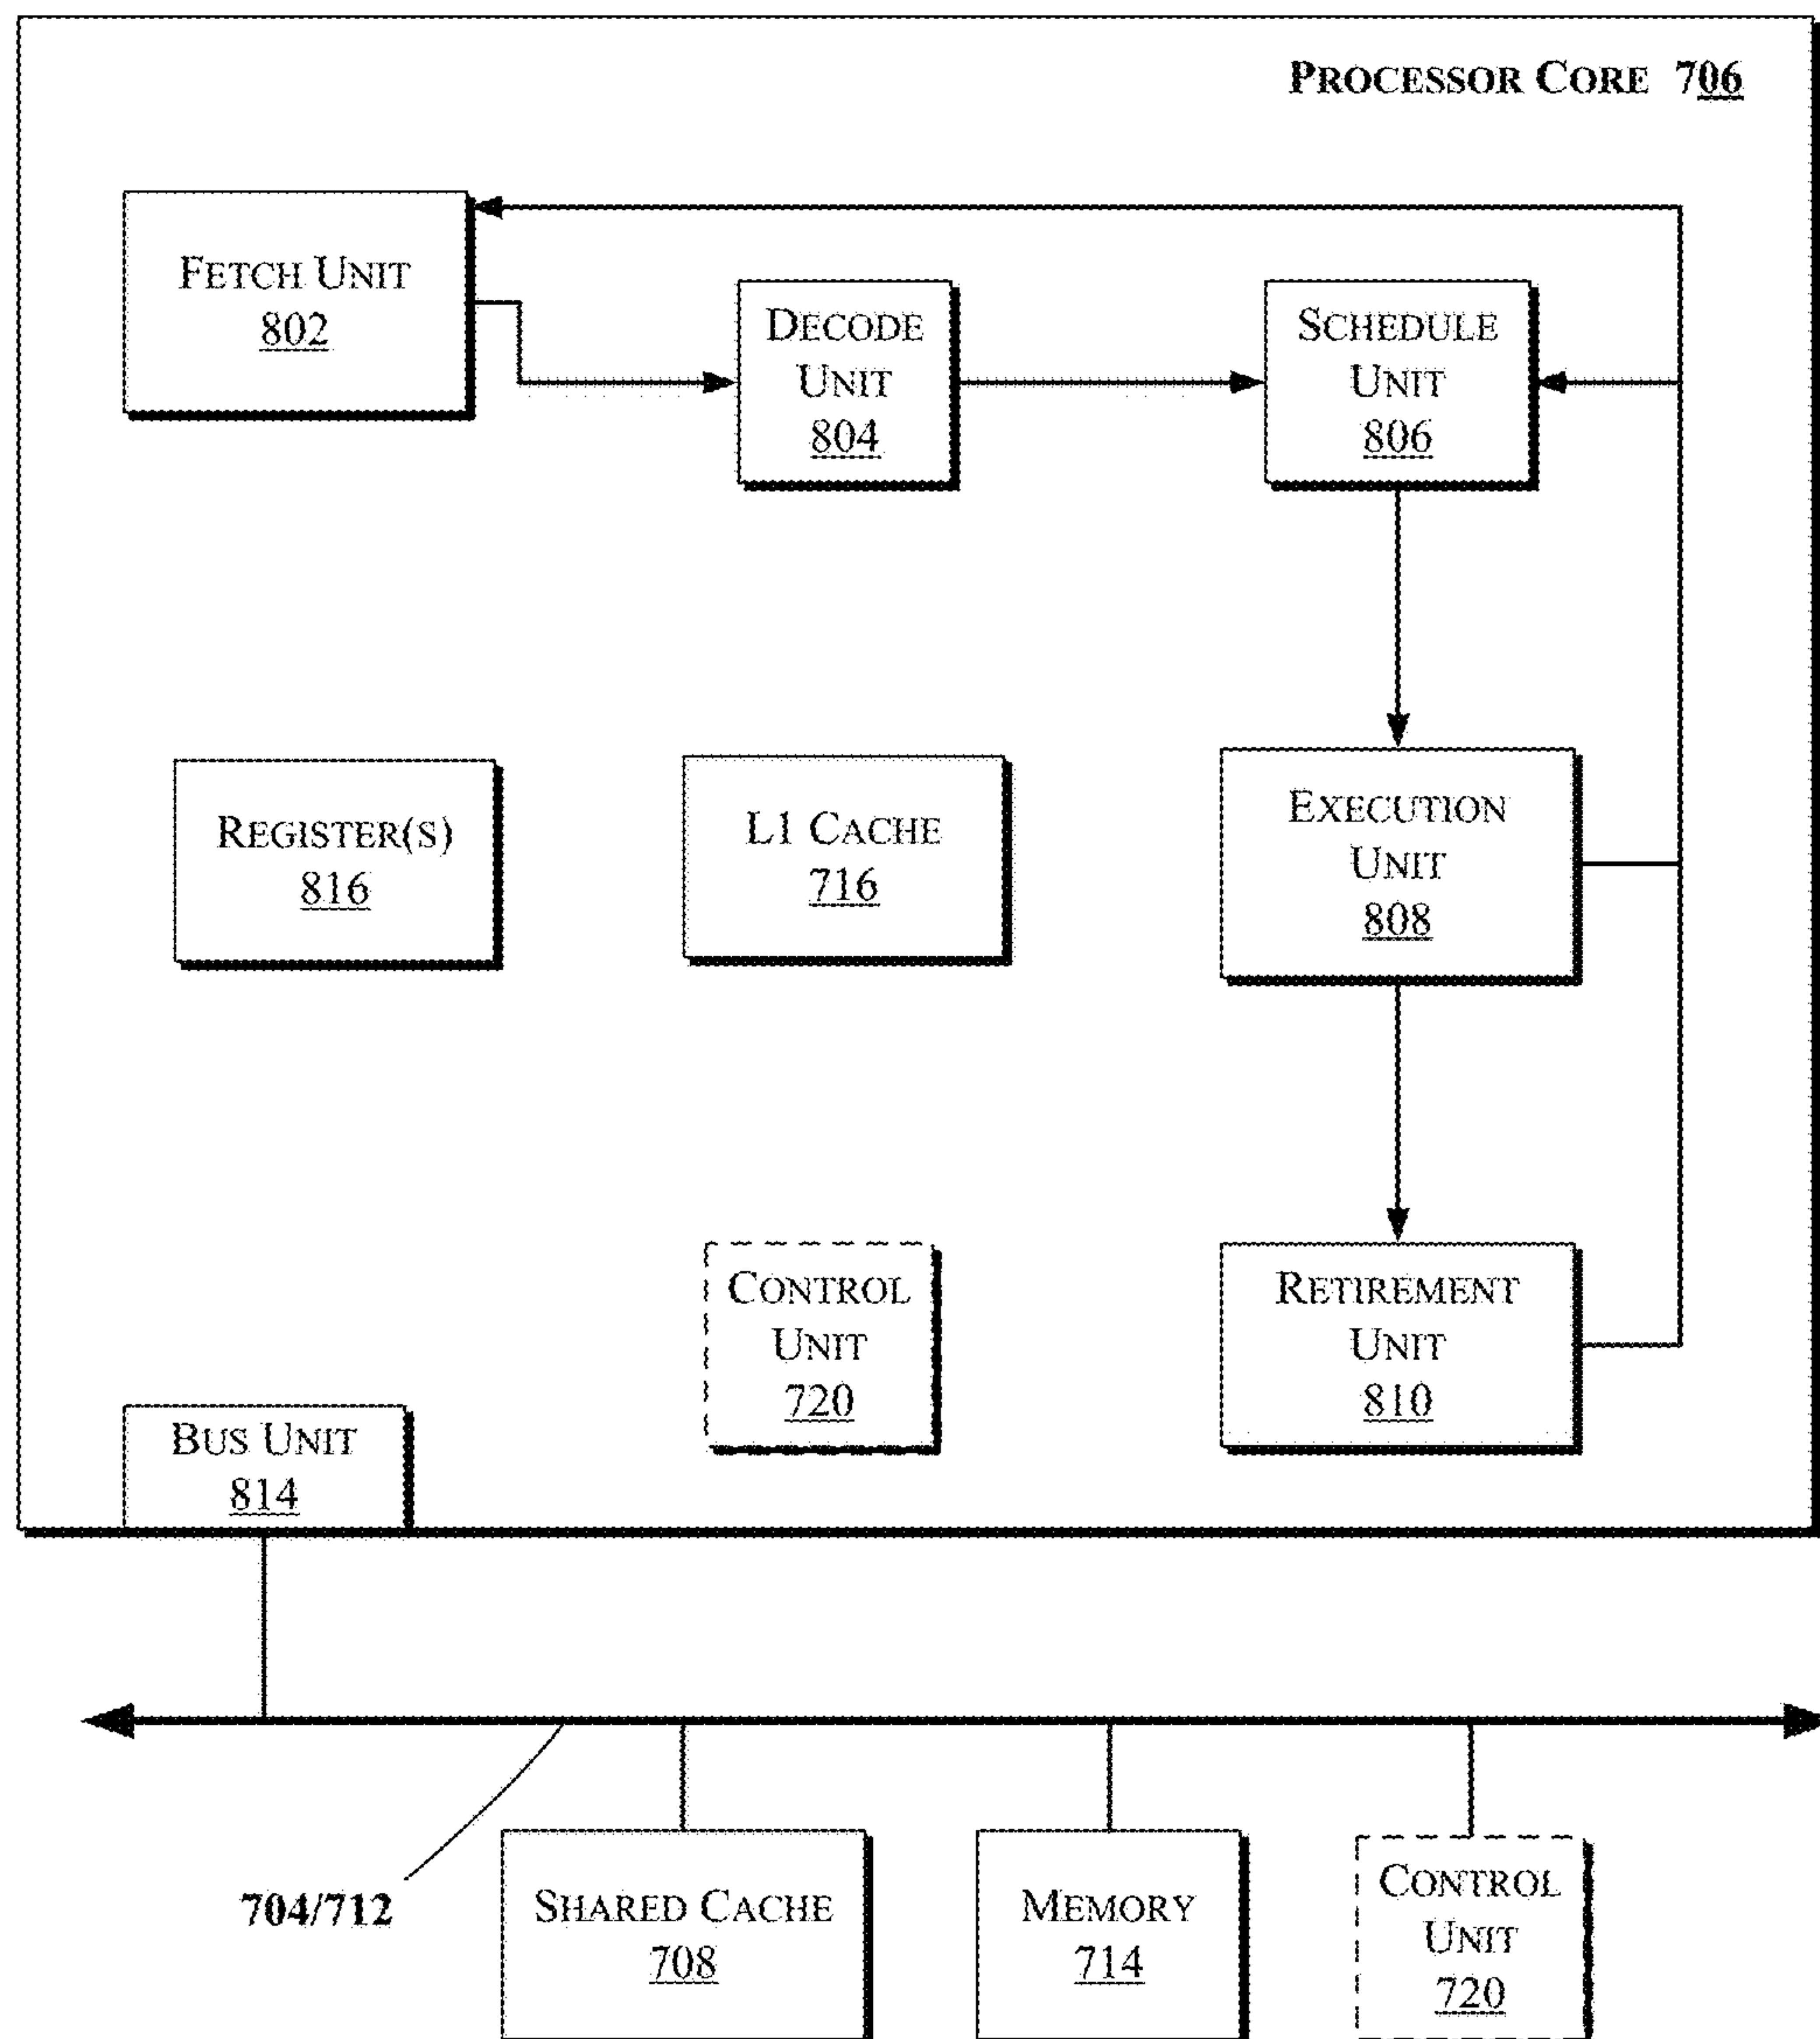 PROCESSOR CORE 706
FETCH UNIT
802
DECODE
UNIT
804
SCHEDULE
UNIT
806
REGISTER(S)
816
L1 CACHE
716
EXECUTION
UNIT
808
CONTROL
UNIT
720
RETIREMENT
UNIT
810
BUS UNIT
814
704/712
SHARED CACHE
708
MEMORY
714
CONTROL
UNIT
720